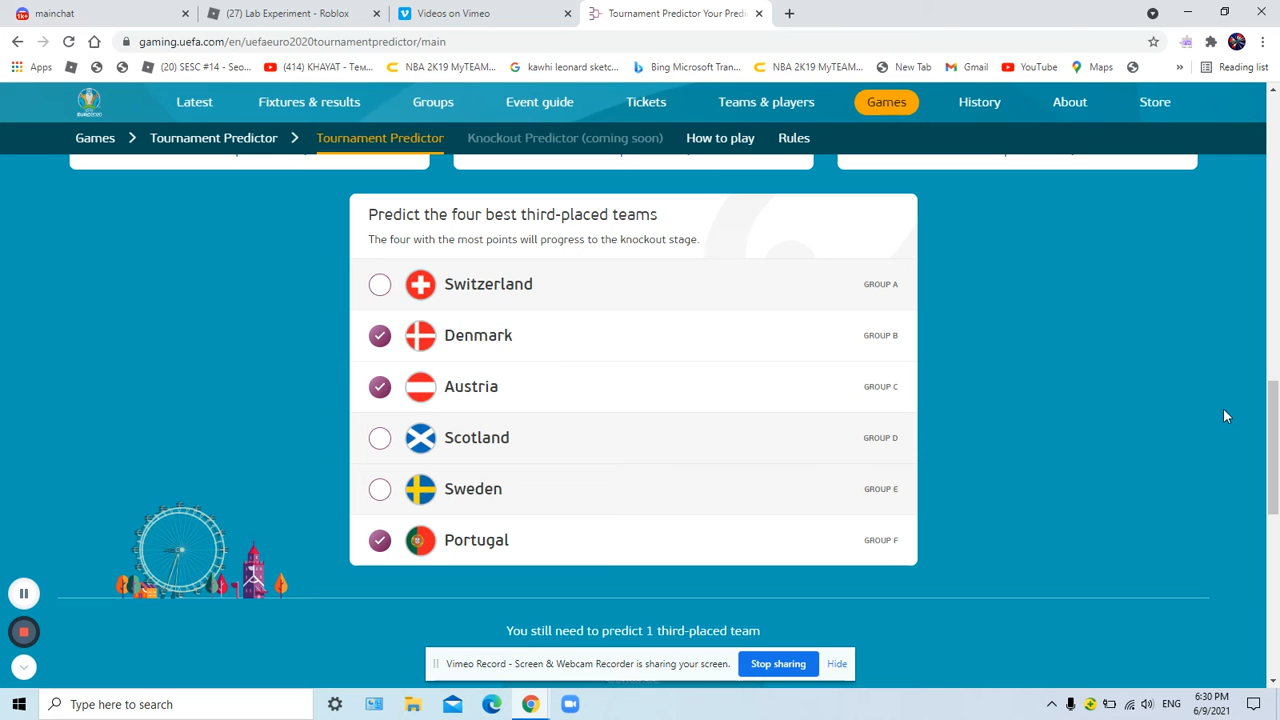 mainchat
(27) Lab Experiment - Roblox
Videos on Vimeo
Tournament Predictor Your Predi
gaming.uefa.com/en/uefaeuro2020tournamentpredictor/main
Apps
(20) SESC #14 - Seo...
(414) KHAYAT - Tем...
NBA 2K19 MyTEAM...
kawhi leonard sketc...
Bing Microsoft Tran...
NBA 2K19 MyTEAM...
New Tab
Gmail
YouTube
Maps
»
Reading list
Latest
Fixtures & results
Groups
Event guide
Tickets
Teams & players
Games
History
About
Store
Games
Tournament Predictor
Tournament Predictor
Knockout Predictor (coming soon)
How to play
Rules
Predict the four best third-placed teams
The four with the most points will progress to the knockout stage.
Switzerland GROUP A
Denmark GROUP B
Austria GROUP C
Scotland GROUP D
Sweden GROUP E
Portugal GROUP F
You still need to predict 1 third-placed team
Vimeo Record - Screen & Webcam Recorder is sharing your screen.
Stop sharing
Hide
Type here to search
ENG
6:30 PM
6/9/2021